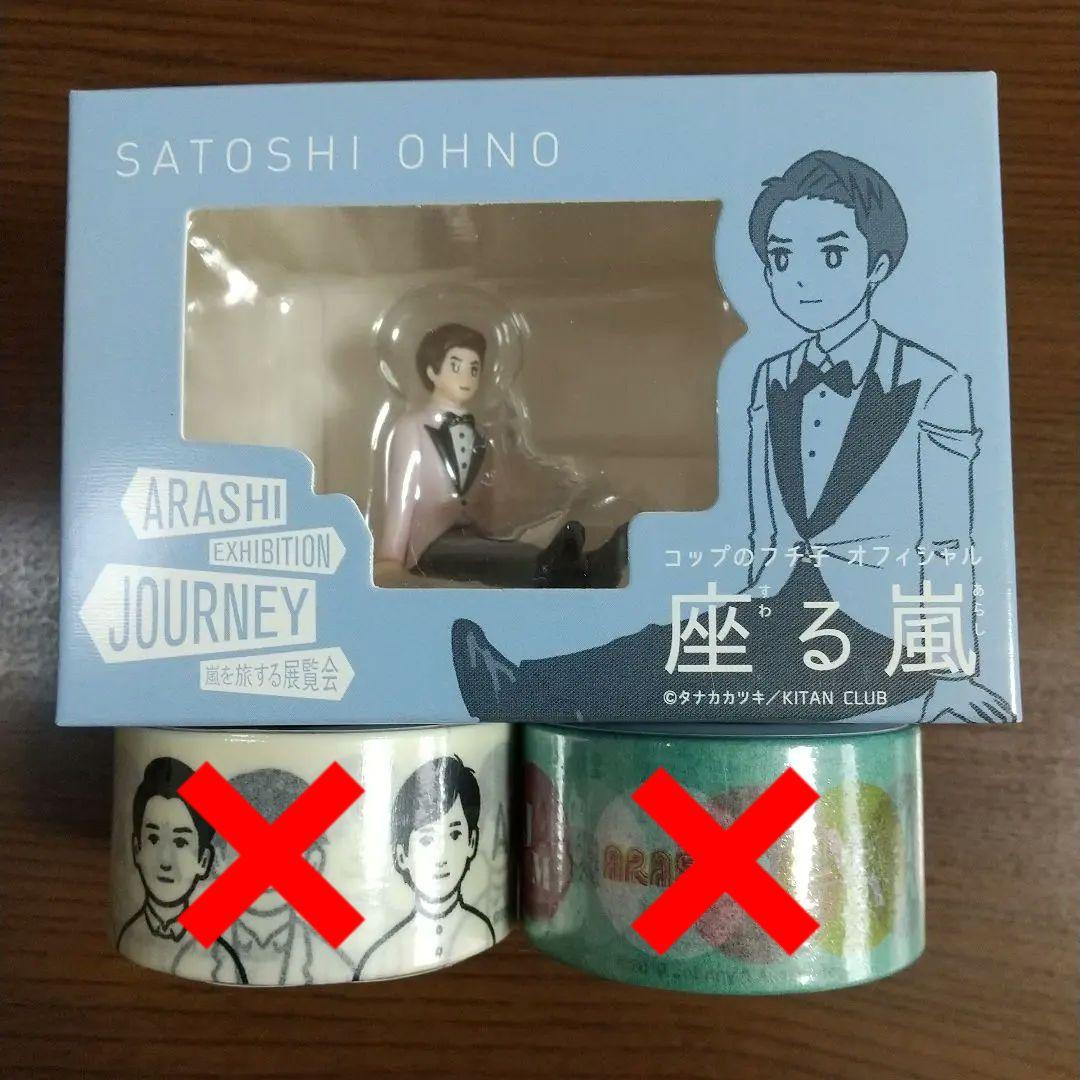 SATOSHI OHNO
ARASHI
EXHIBITION
JOURNEY
嵐を旅する展覧会
コップのフチ子 オフィシャル
座る嵐
すわ
あらし
©タナカカツキ/KITAN CLUB
ARAS